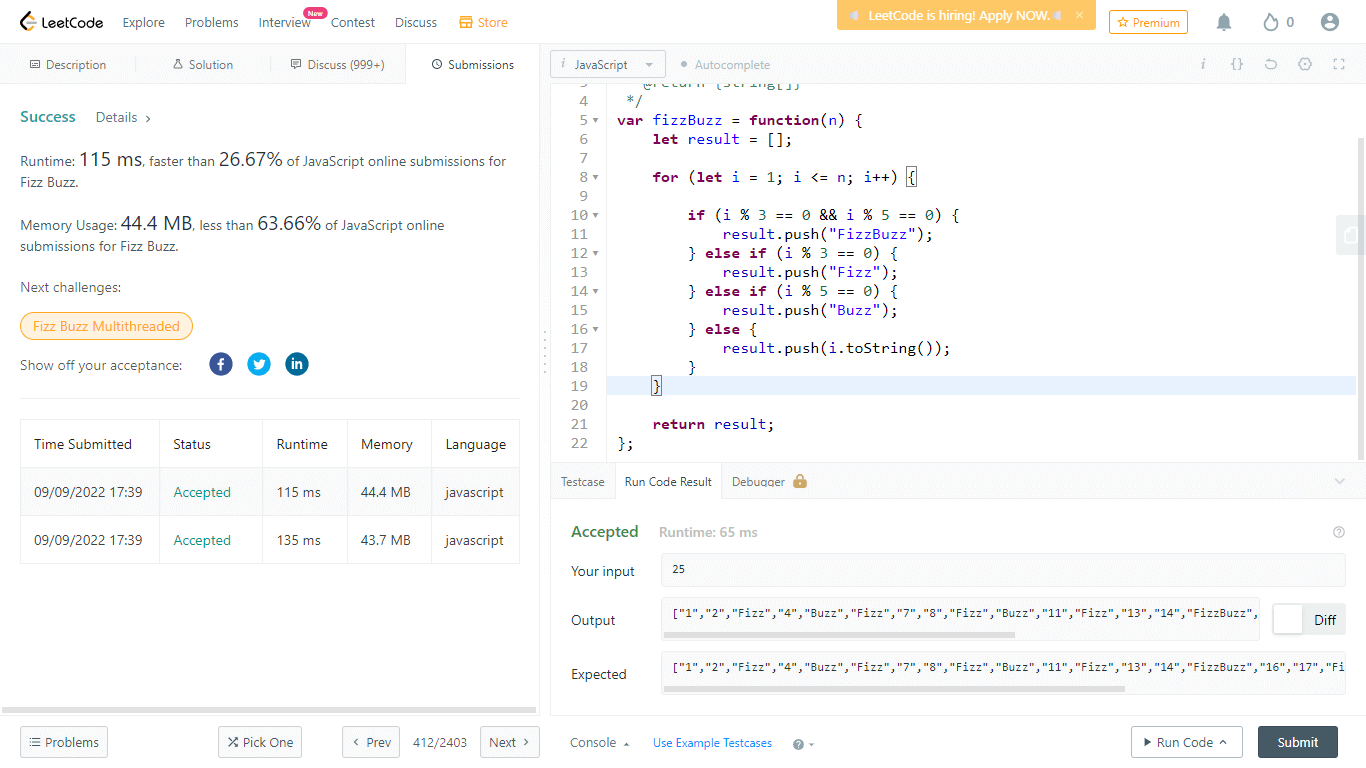 LeetCode Explore Problems Interview New Contest Discuss Store LeetCode is hiring! Apply NOW. × Premium 0
Description Solution Discuss (999+) Submissions
Success Details >
Runtime: 115 ms, faster than 26.67% of JavaScript online submissions for
Fizz Buzz.
Memory Usage: 44.4 MB, less than 63.66% of JavaScript online
submissions for Fizz Buzz.
Next challenges:
Fizz Buzz Multithreaded
Show off your acceptance:
Time Submitted Status Runtime Memory Language
09/09/2022 17:39 Accepted 115 ms 44.4 MB javascript
09/09/2022 17:39 Accepted 135 ms 43.7 MB javascript
Problems Pick One < Prev 412/2403 Next >
i JavaScript Autocomplete i {}
3 * @return {string[]}
4 */
5 var fizzBuzz = function(n) {
6 let result = [];
7
8 for (let i = 1; i <= n; i++) {
9
10 if (i % 3 == 0 && i % 5 == 0) {
11 result.push("FizzBuzz");
12 } else if (i % 3 == 0) {
13 result.push("Fizz");
14 } else if (i % 5 == 0) {
15 result.push("Buzz");
16 } else {
17 result.push(i.toString());
18 }
19 }
20
21 return result;
22 };
Testcase Run Code Result Debugger
Accepted Runtime: 65 ms
Your input 25
Output ["1","2","Fizz","4","Buzz","Fizz","7","8","Fizz","Buzz","11","Fizz","13","14","FizzBuzz", Diff
Expected ["1","2","Fizz","4","Buzz","Fizz","7","8","Fizz","Buzz","11","Fizz","13","14","FizzBuzz","16","17","Fi
Console Use Example Testcases ? Run Code Submit